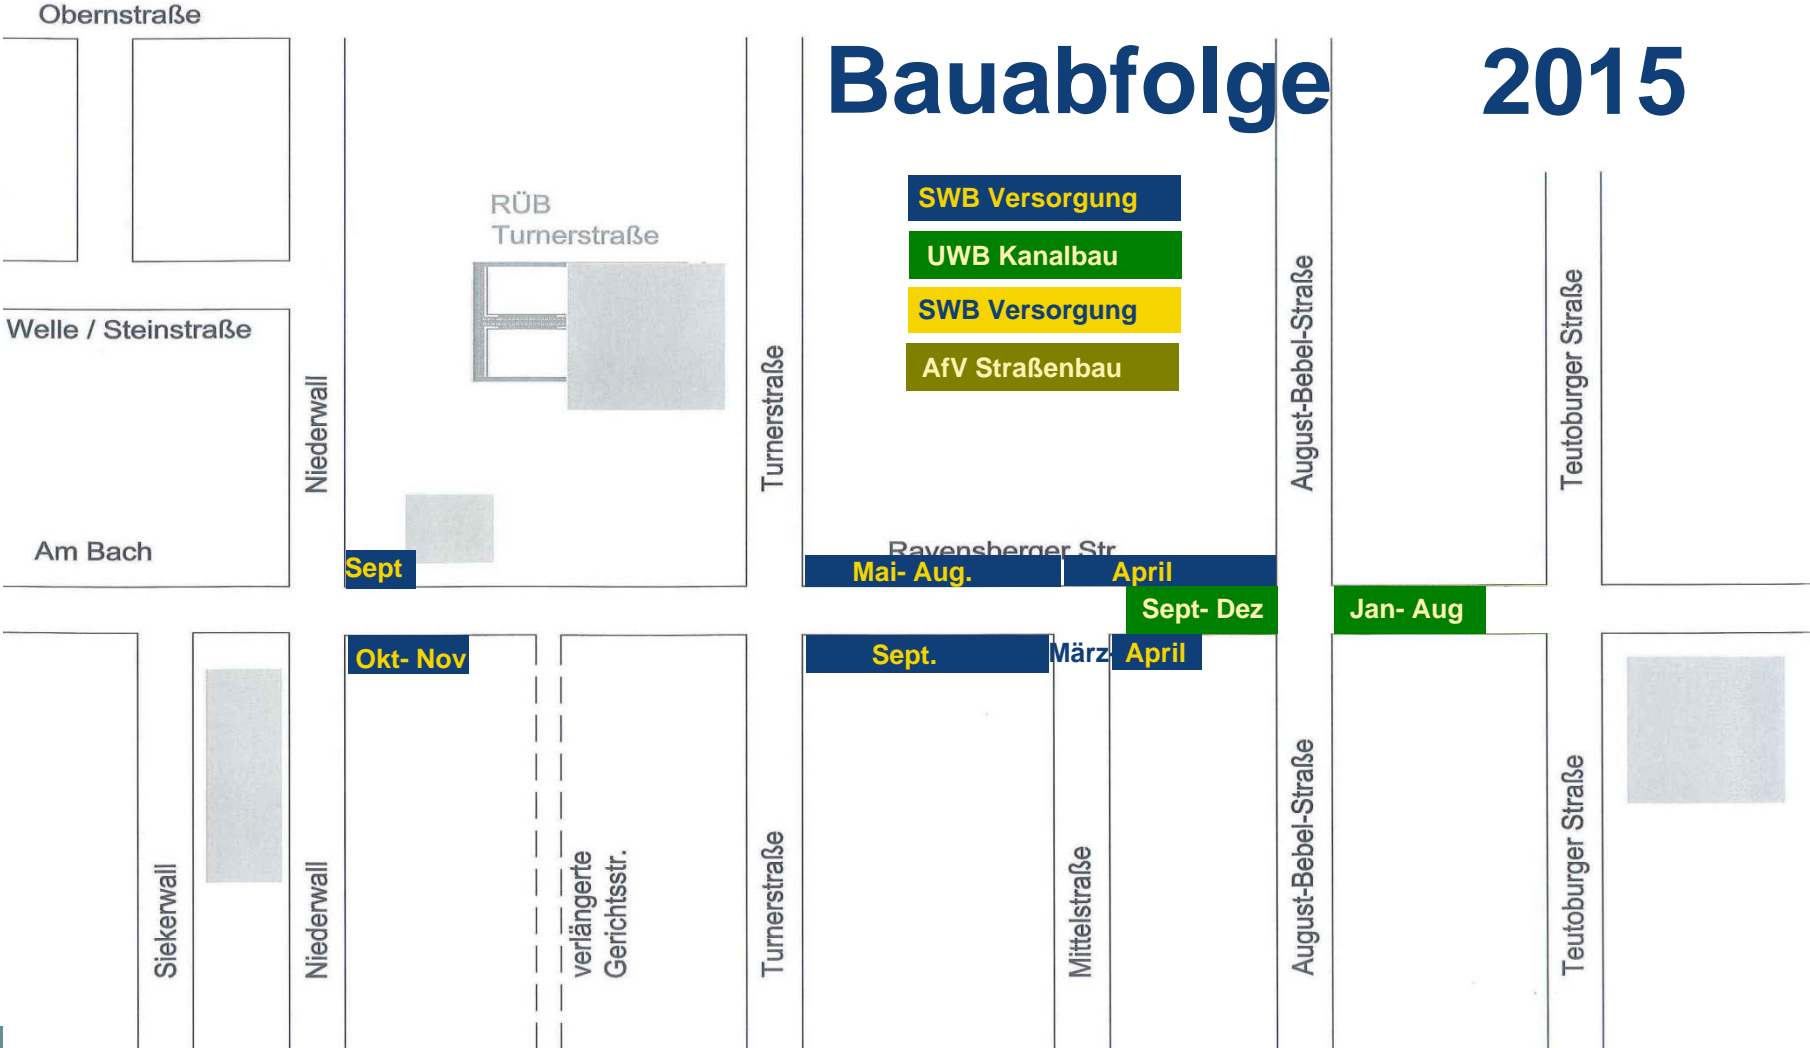 Obernstraße
Bauabfolge 2015
SWB Versorgung
UWB Kanalbau
SWB Versorgung
AfV Straßenbau
RÜB
Turnerstraße
Welle / Steinstraße
Niederwall
Turnerstraße
August-Bebel-Straße
Teutoburger Straße
Am Bach
Ravensberger Str
Sept
Mai- Aug.
April
Sept- Dez
Jan- Aug
Okt- Nov
Sept.
März-
April
Siekerwall
Niederwall
verlängerte
Gerichtsstr.
Turnerstraße
Mittelstraße
August-Bebel-Straße
Teutoburger Straße